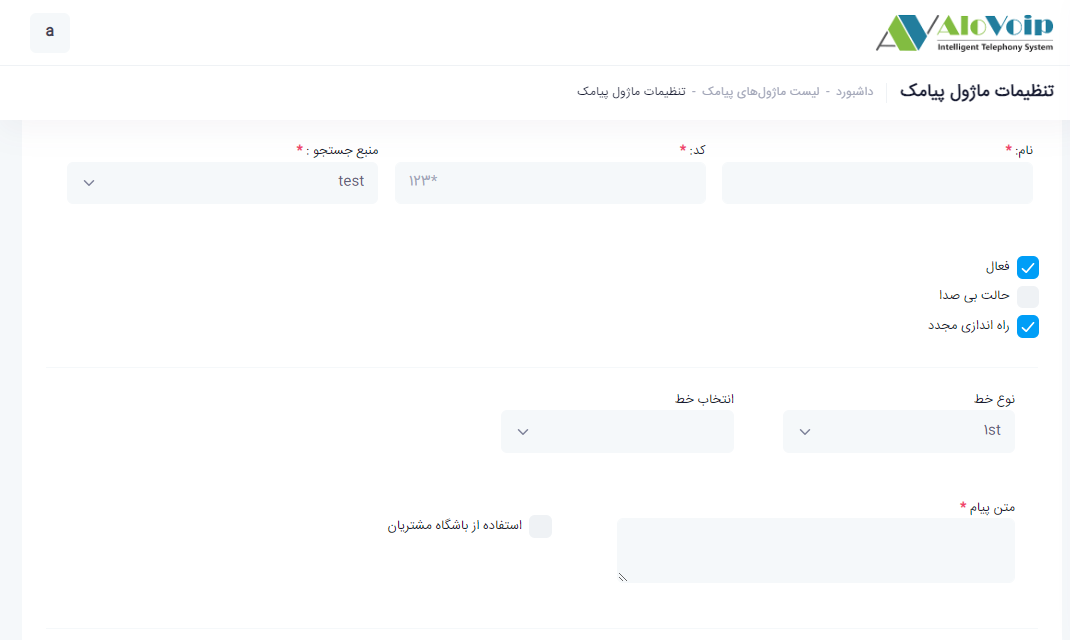 AloVoip
Intelligent Telephony System
a
تنظیمات ماژول پیامک
داشبورد - لیست ماژول‌های پیامک - تنظیمات ماژول پیامک
نام: *
کد: *
منبع جستجو : *
*۱۲۳
test
فعال
حالت بی صدا
راه اندازی مجدد
نوع خط
انتخاب خط
۱st
متن پیام *
استفاده از باشگاه مشتریان